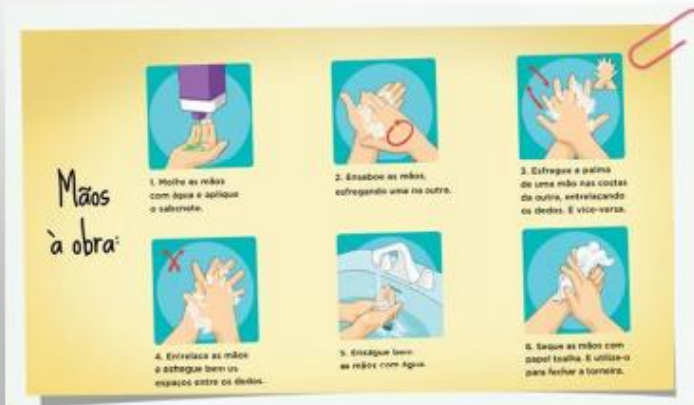 Mãos
à obra:
1. Molhe as mãos
com água e aplique
o sabonete.
2. Ensaboe as mãos,
esfregando uma na outra.
3. Esfregue a palma
de uma mão nas costas
da outra, entrelaçando
os dedos. E vice-versa.
4. Entrelace as mãos
e esfregue bem os
espaços entre os dedos.
5. Enxágue bem
as mãos com água.
6. Seque as mãos com
papel toalha. E utilize-o
para fechar a torneira.